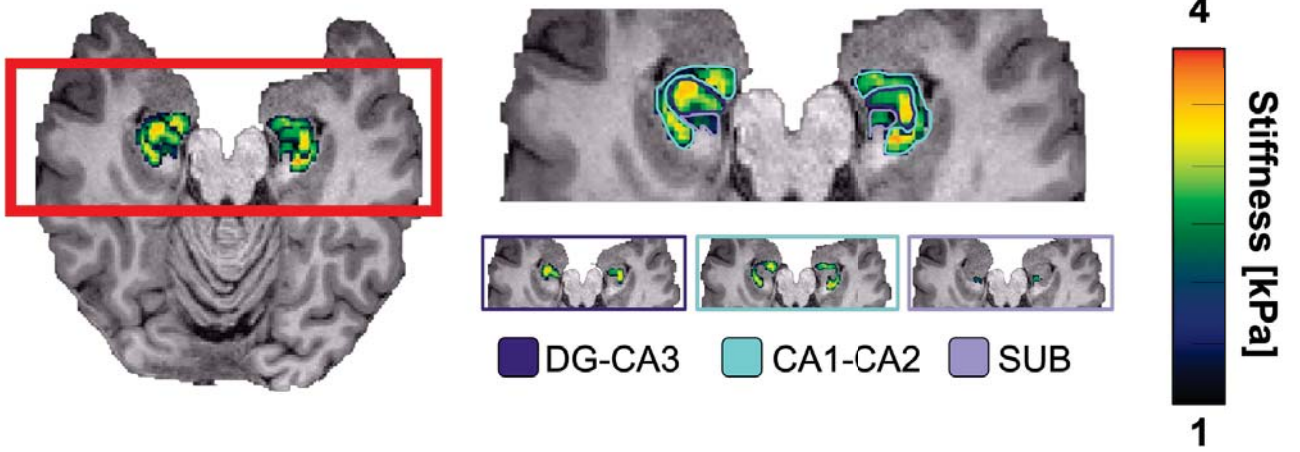 4
Stiffness [kPa]
DG-CA3
CA1-CA2
SUB
1